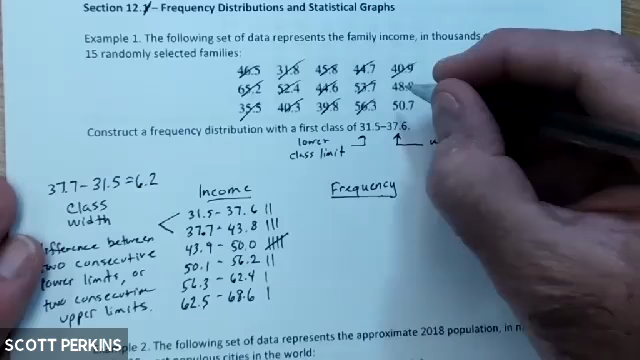 Section 12. – Frequency Distributions and Statistical Graphs
Example 1. The following set of data represents the family income, in thousands
15 randomly selected families:
46.5 31.8 45.8 44.7 40.9
65.2 52.4 44.6 53.7 48.8
35.5 40.3 39.8 56.3 50.7
Construct a frequency distribution with a first class of 31.5–37.6.
lower
class limit
37.7 – 31.5 = 6.2
Class
width
difference between
two consecutive
lower limits, or
two consecutive
upper limits.
Income Frequency
31.5 – 37.6 ||
37.7 – 43.8 |||
43.9 – 50.0 ||||
50.1 – 56.2 ||
56.3 – 62.4 |
62.5 – 68.6 |
Example 2. The following set of data represents the approximate 2018 population, in
most populous cities in the world:
SCOTT PERKINS